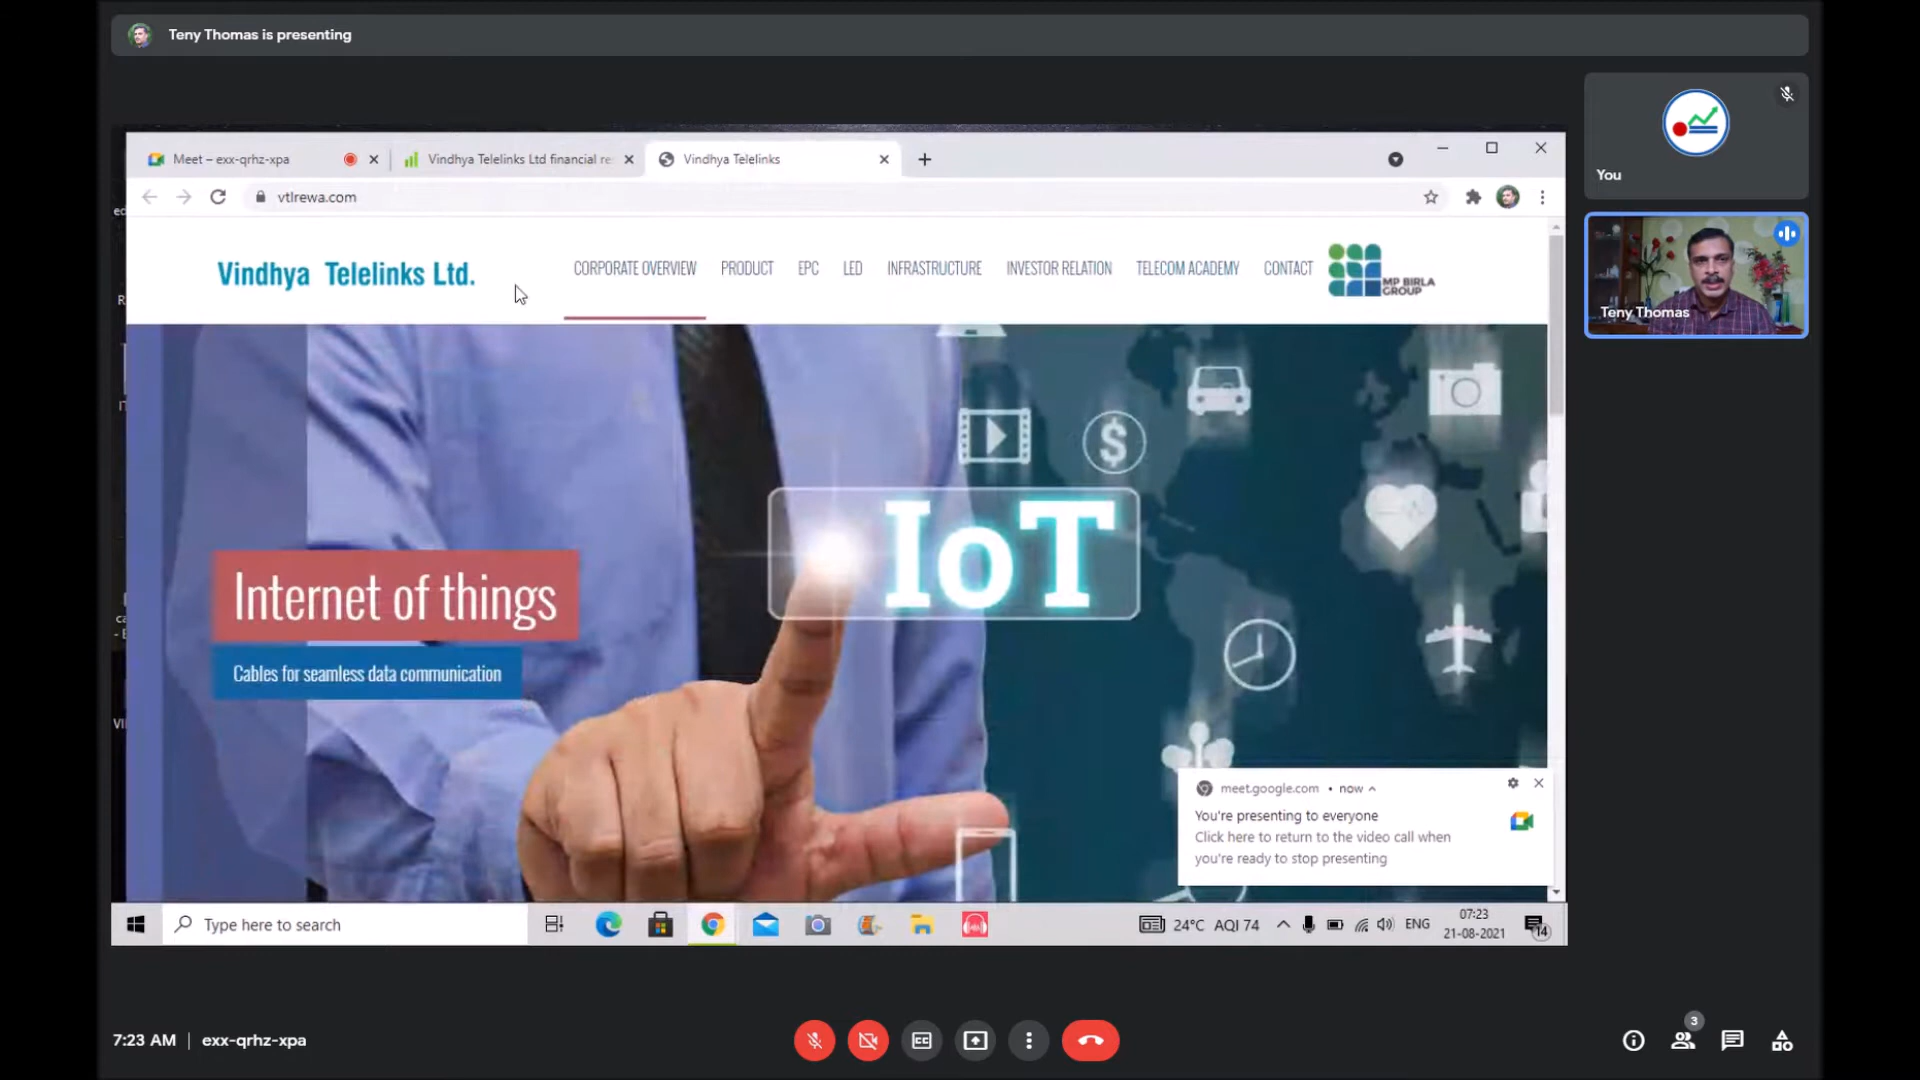 Teny Thomas is presenting
You
Teny Thomas
Meet – exx-qrhz-xpa
Vindhya Telelinks Ltd financial re
Vindhya Telelinks
vtlrewa.com
Vindhya Telelinks Ltd.
CORPORATE OVERVIEW
PRODUCT
EPC
LED
INFRASTRUCTURE
INVESTOR RELATION
TELECOM ACADEMY
CONTACT
MP BIRLA
GROUP
IoT
Internet of things
Cables for seamless data communication
meet.google.com • now
You're presenting to everyone
Click here to return to the video call when
you're ready to stop presenting
Type here to search
24°C AQI 74
ENG
07:23
21-08-2021
14
7:23 AM | exx-qrhz-xpa
3